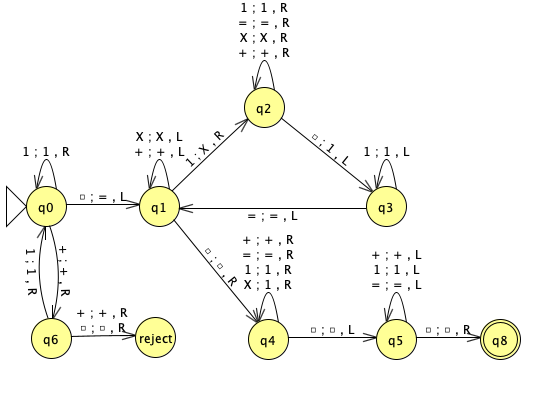 1 ; 1 , R
= ; = , R
X ; X , R
+ ; + , R
q2
X ; X , L
+ ; + , L
1 ; X , R
□ ; 1 , L
1 ; 1 , R
1 ; 1 , L
q0
□ ; = , L
q1
q3
= ; = , L
1 ; 1 , R
+ ; + , R
□ ; □ , R
+ ; + , R
= ; = , R
1 ; 1 , R
X ; 1 , R
+ ; + , L
1 ; 1 , L
= ; = , L
q6
+ ; + , R
□ ; □ , R
reject
q4
□ ; □ , L
q5
□ ; □ , R
q8